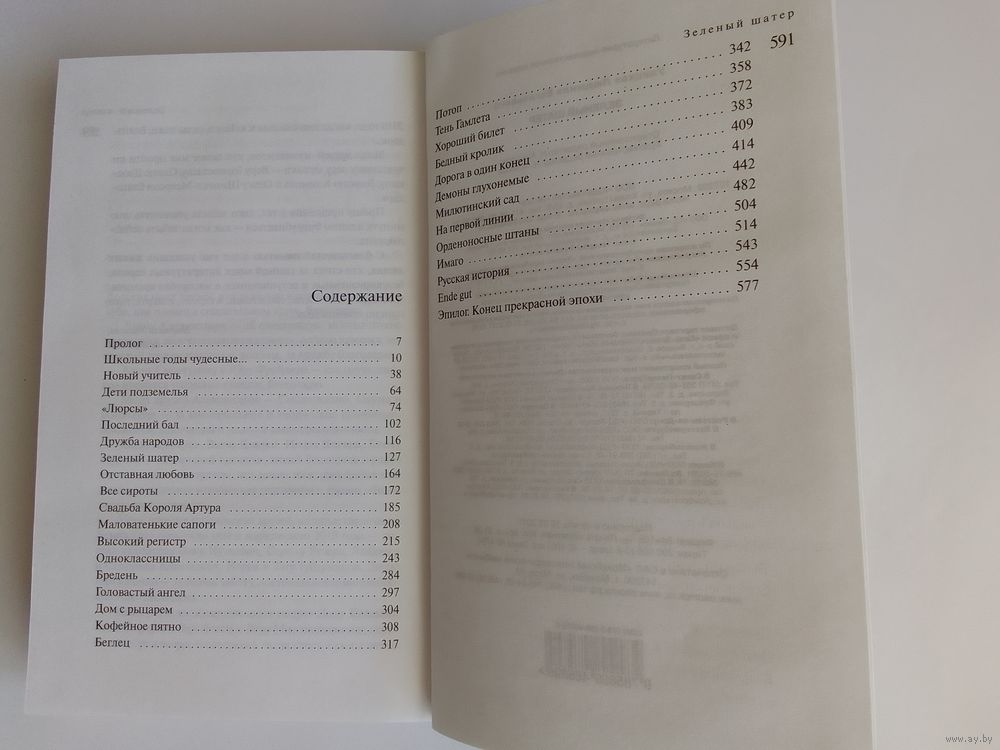 Содержание
Пролог 7
Школьные годы чудесные... 10
Новый учитель 38
Дети подземелья 64
«Люрсы» 74
Последний бал 102
Дружба народов 116
Зеленый шатер 127
Отставная любовь 164
Все сироты 172
Свадьба Короля Артура 185
Маловатенькие сапоги 208
Высокий регистр 215
Одноклассницы 243
Бредень 284
Головастый ангел 297
Дом с рыцарем 304
Кофейное пятно 308
Беглец 317
Зеленый шатер
591
Потоп 342
Тень Гамлета 358
Хороший билет 372
Бедный кролик 383
Дорога в один конец 409
Демоны глухонемые 414
Милютинский сад 442
На первой линии 482
Орденоносные штаны 504
Имаго 514
Русская история 543
Ende gut 554
Эпилог. Конец прекрасной эпохи 577
www.ay.by